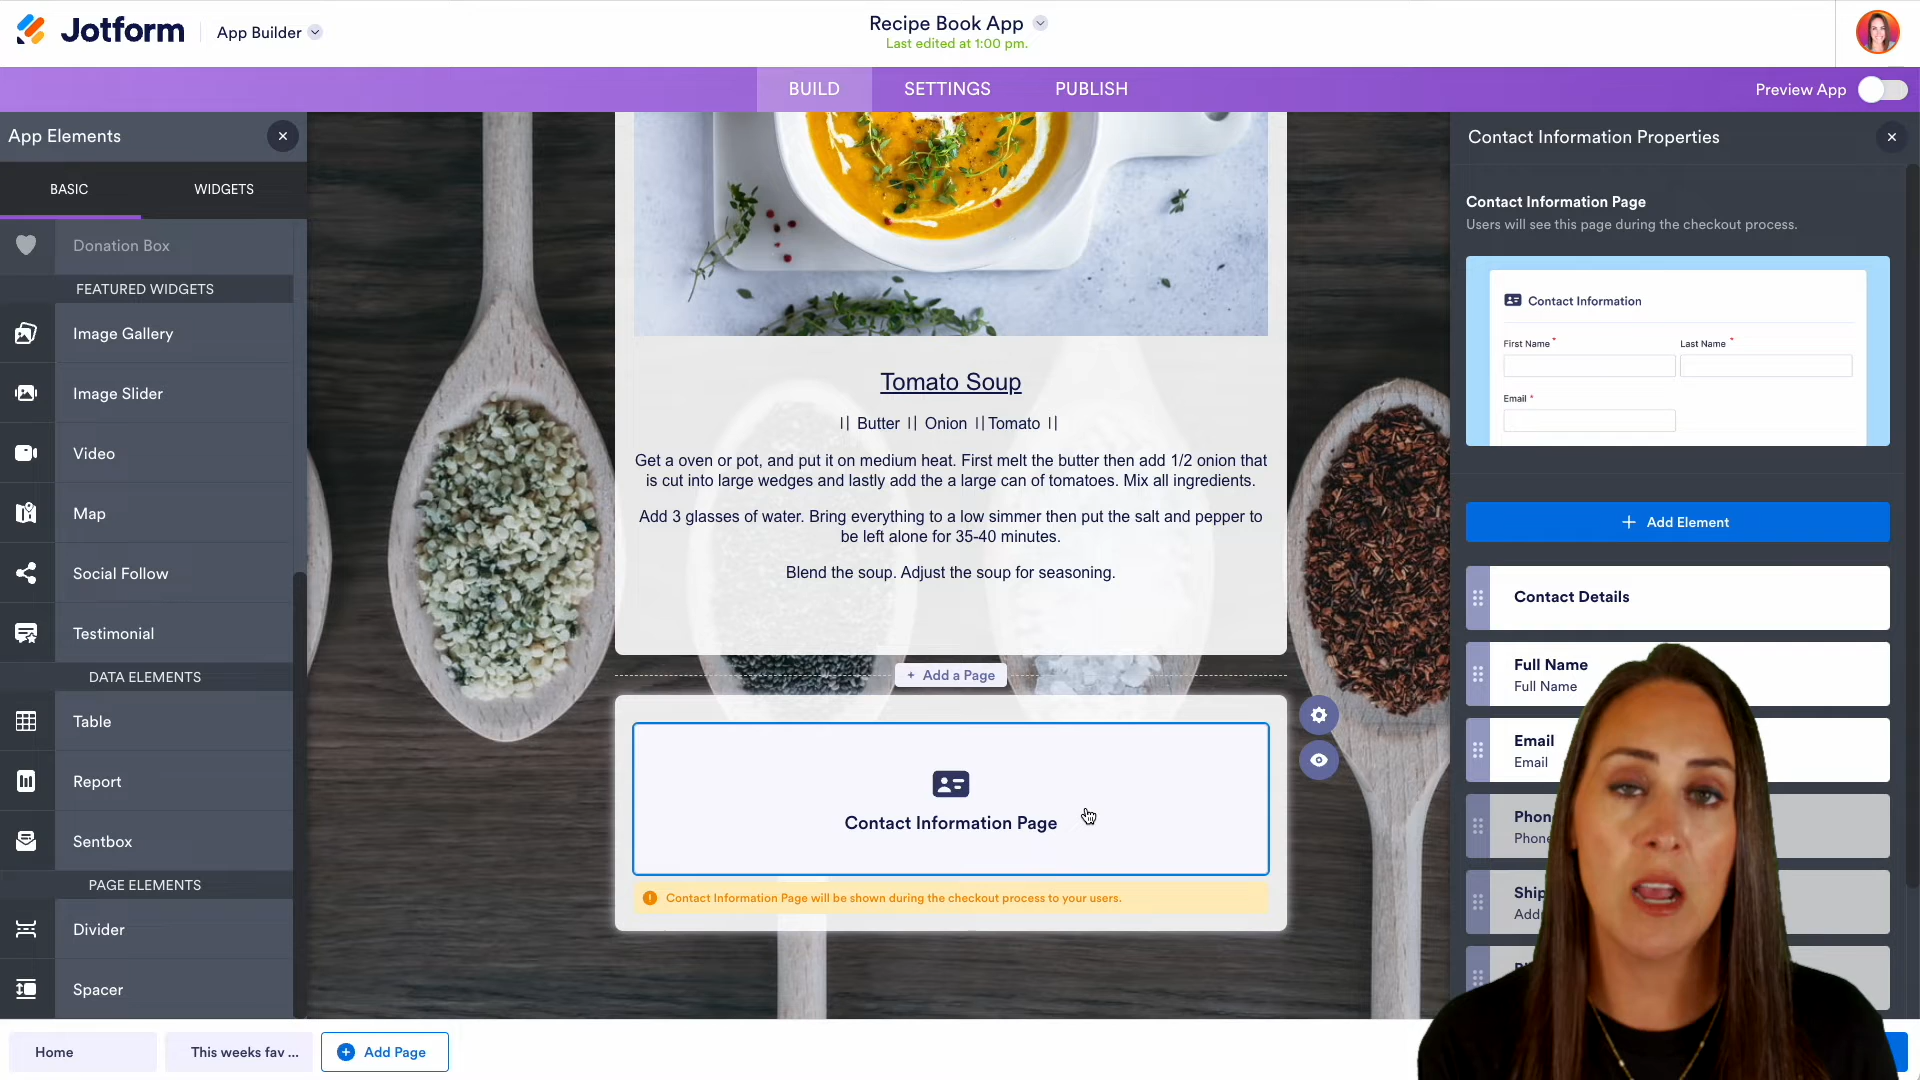 Jotform
App Builder
Recipe Book App
Last edited at 1:00 pm.
BUILD
SETTINGS
PUBLISH
Preview App
App Elements
BASIC
WIDGETS
Donation Box
FEATURED WIDGETS
Image Gallery
Image Slider
Video
Map
Social Follow
Testimonial
DATA ELEMENTS
Table
Report
Sentbox
PAGE ELEMENTS
Divider
Spacer
Tomato Soup
|| Butter || Onion || Tomato ||
Get a oven or pot, and put it on medium heat. First melt the butter then add 1/2 onion that
is cut into large wedges and lastly add the a large can of tomatoes. Mix all ingredients.
Add 3 glasses of water. Bring everything to a low simmer then put the salt and pepper to
be left alone for 35-40 minutes.
Blend the soup. Adjust the soup for seasoning.
+ Add a Page
Contact Information Page
Contact Information Page will be shown during the checkout process to your users.
Contact Information Properties
Contact Information Page
Users will see this page during the checkout process.
Contact Information
First Name *
Last Name *
Email *
+ Add Element
Contact Details
Full Name
Full Name
Email
Email
Phon
Phone
Ship
Add
Home
This weeks fav ...
+ Add Page